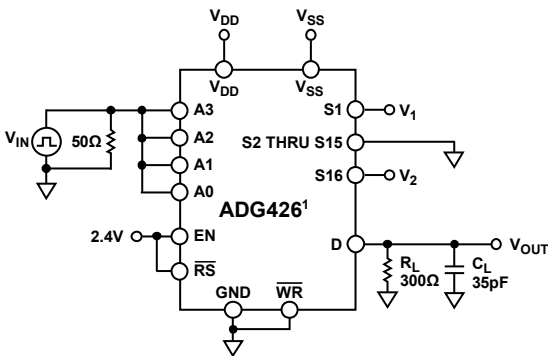 VDD
VSS
VDD
VSS
A3
S1
V1
VIN
50Ω
A2
S2 THRU S15
A1
S16
V2
A0
ADG426¹
2.4V
EN
D
VOUT
RS
RL
300Ω
CL
35pF
GND
WR